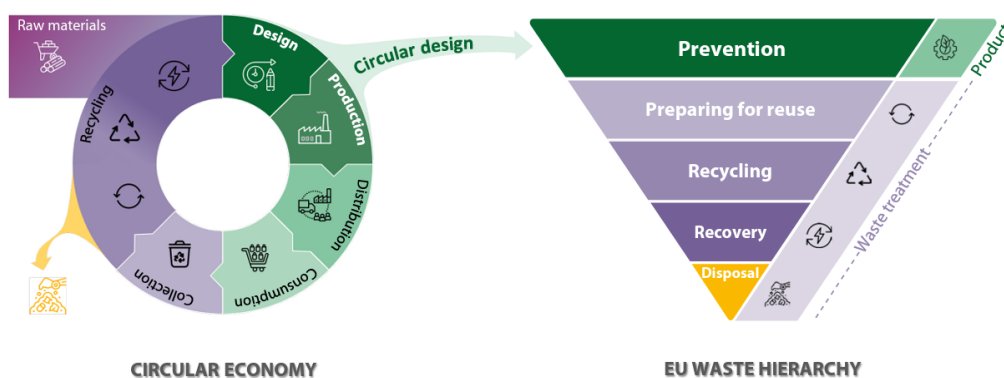 Raw materials
Design
Production
Distribution
Consumption
Collection
Recycling
Circular design
Prevention
Preparing for reuse
Recycling
Recovery
Disposal
Product
Waste treatment
CIRCULAR ECONOMY
EU WASTE HIERARCHY